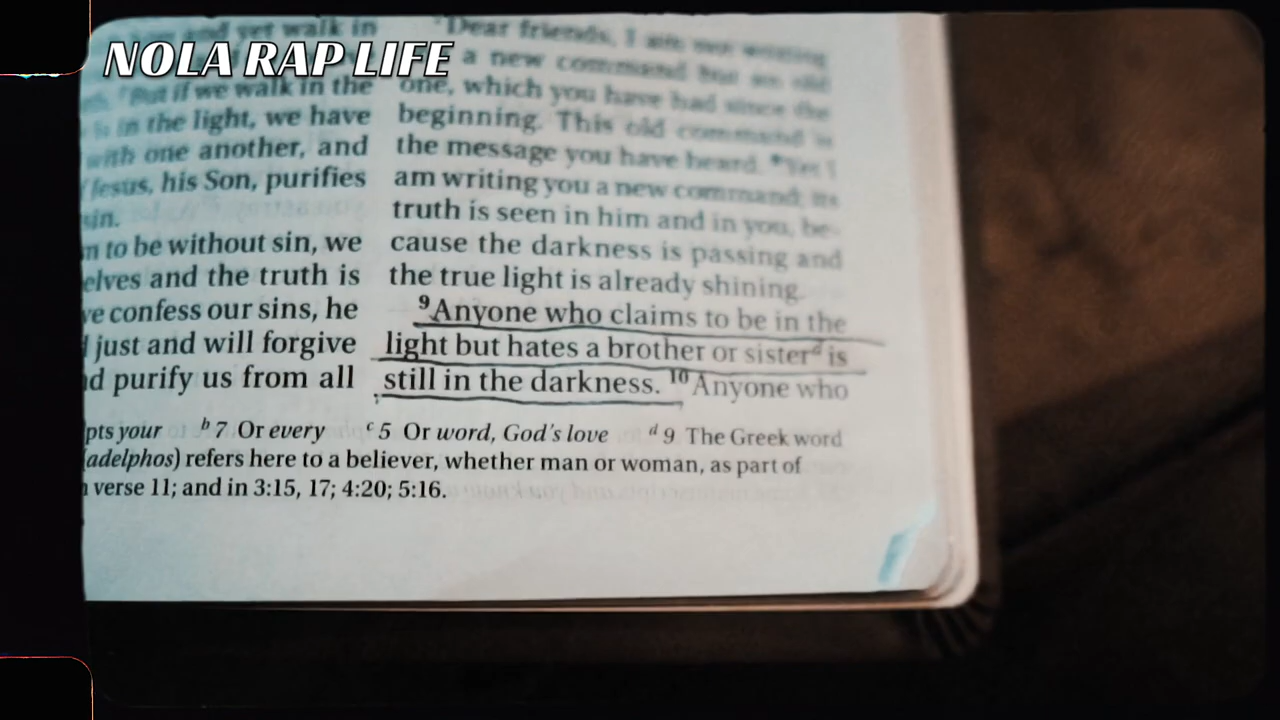 NOLA RAP LIFE
and yet walk in
But if we walk in the
in the light, we have
with one another, and
Jesus, his Son, purifies
sin.
to be without sin, we
elves and the truth is
ve confess our sins, he
just and will forgive
nd purify us from all
Dear friends, I am not writing
a new command but an old
one, which you have had since the
beginning. This old command is
the message you have heard. ⁸Yet I
am writing you a new command; its
truth is seen in him and in you, be-
cause the darkness is passing and
the true light is already shining.
⁹Anyone who claims to be in the
light but hates a brother or sisterᵈ is
still in the darkness. ¹⁰Anyone who
pts your ᵇ7 Or every ᶜ5 Or word, God's love ᵈ9 The Greek word
(adelphos) refers here to a believer, whether man or woman, as part of
verse 11; and in 3:15, 17; 4:20; 5:16.